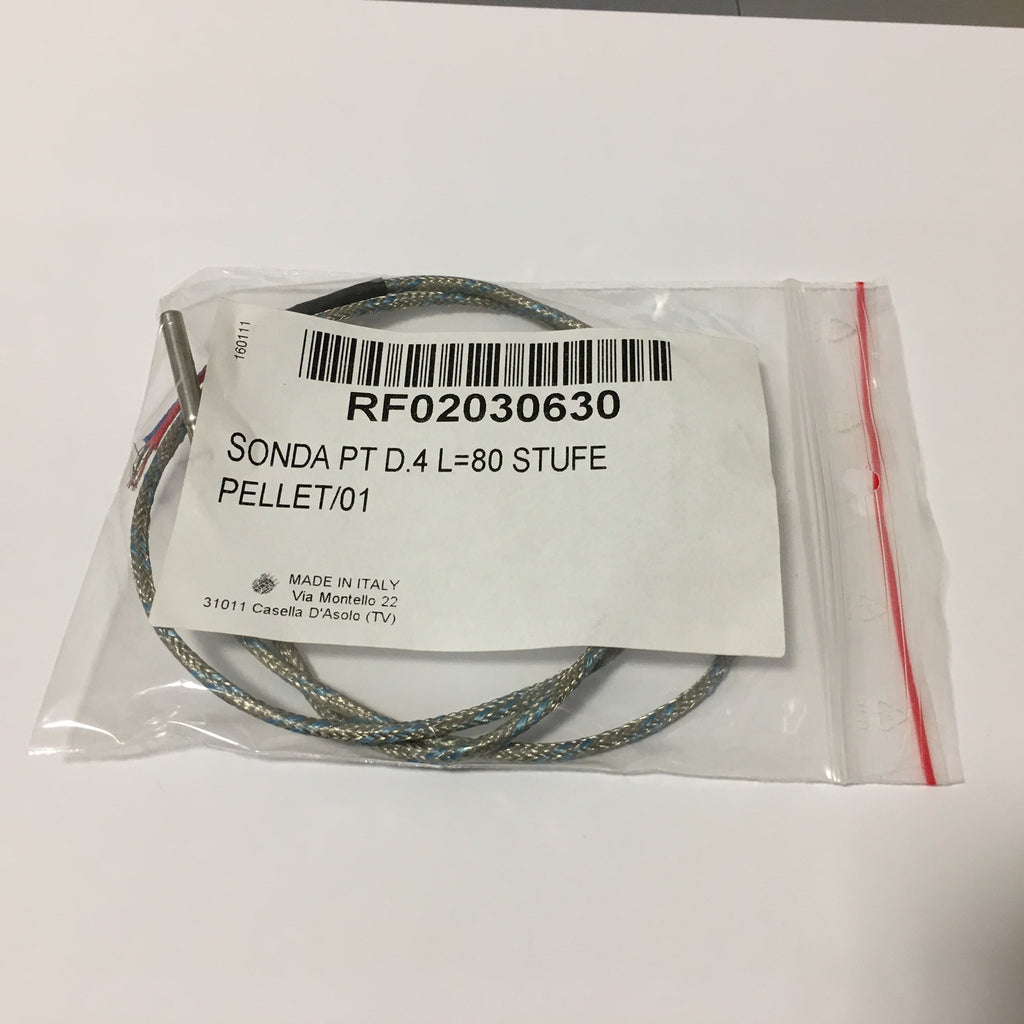 160111
RF02030630
SONDA PT D.4 L=80 STUFE
PELLET/01
MADE IN ITALY
Via Montello 22
31011 Casella D'Asolo (TV)